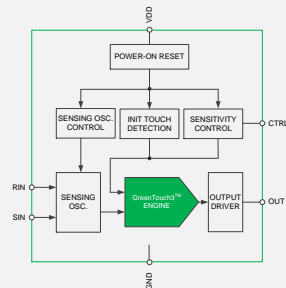 VDD
POWER-ON RESET
SENSING OSC.
CONTROL
INIT TOUCH
DETECTION
SENSITIVITY
CONTROL
CTRL
RIN
SIN
SENSING
OSC.
GreenTouch3™
ENGINE
OUTPUT
DRIVER
OUT
GND